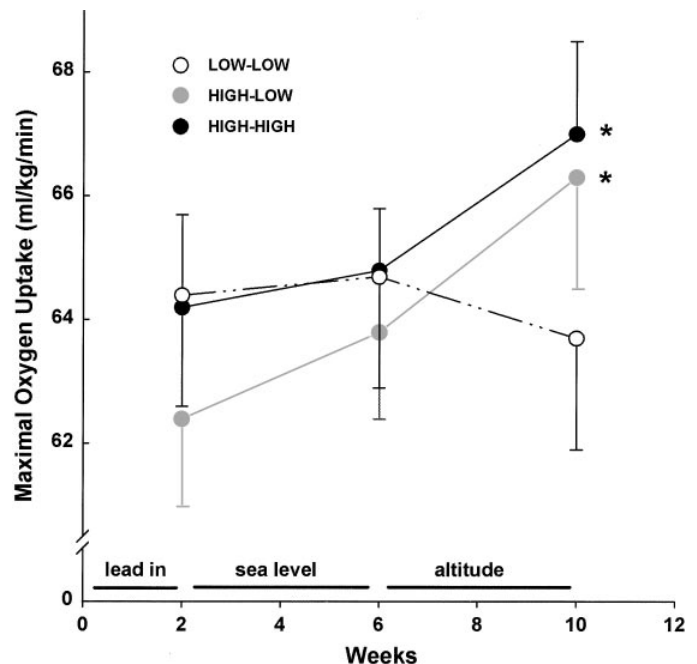 68
66
64
62
0
Maximal Oxygen Uptake (ml/kg/min)
LOW-LOW
HIGH-LOW
HIGH-HIGH
*
*
lead in
sea level
altitude
0 2 4 6 8 10 12
Weeks